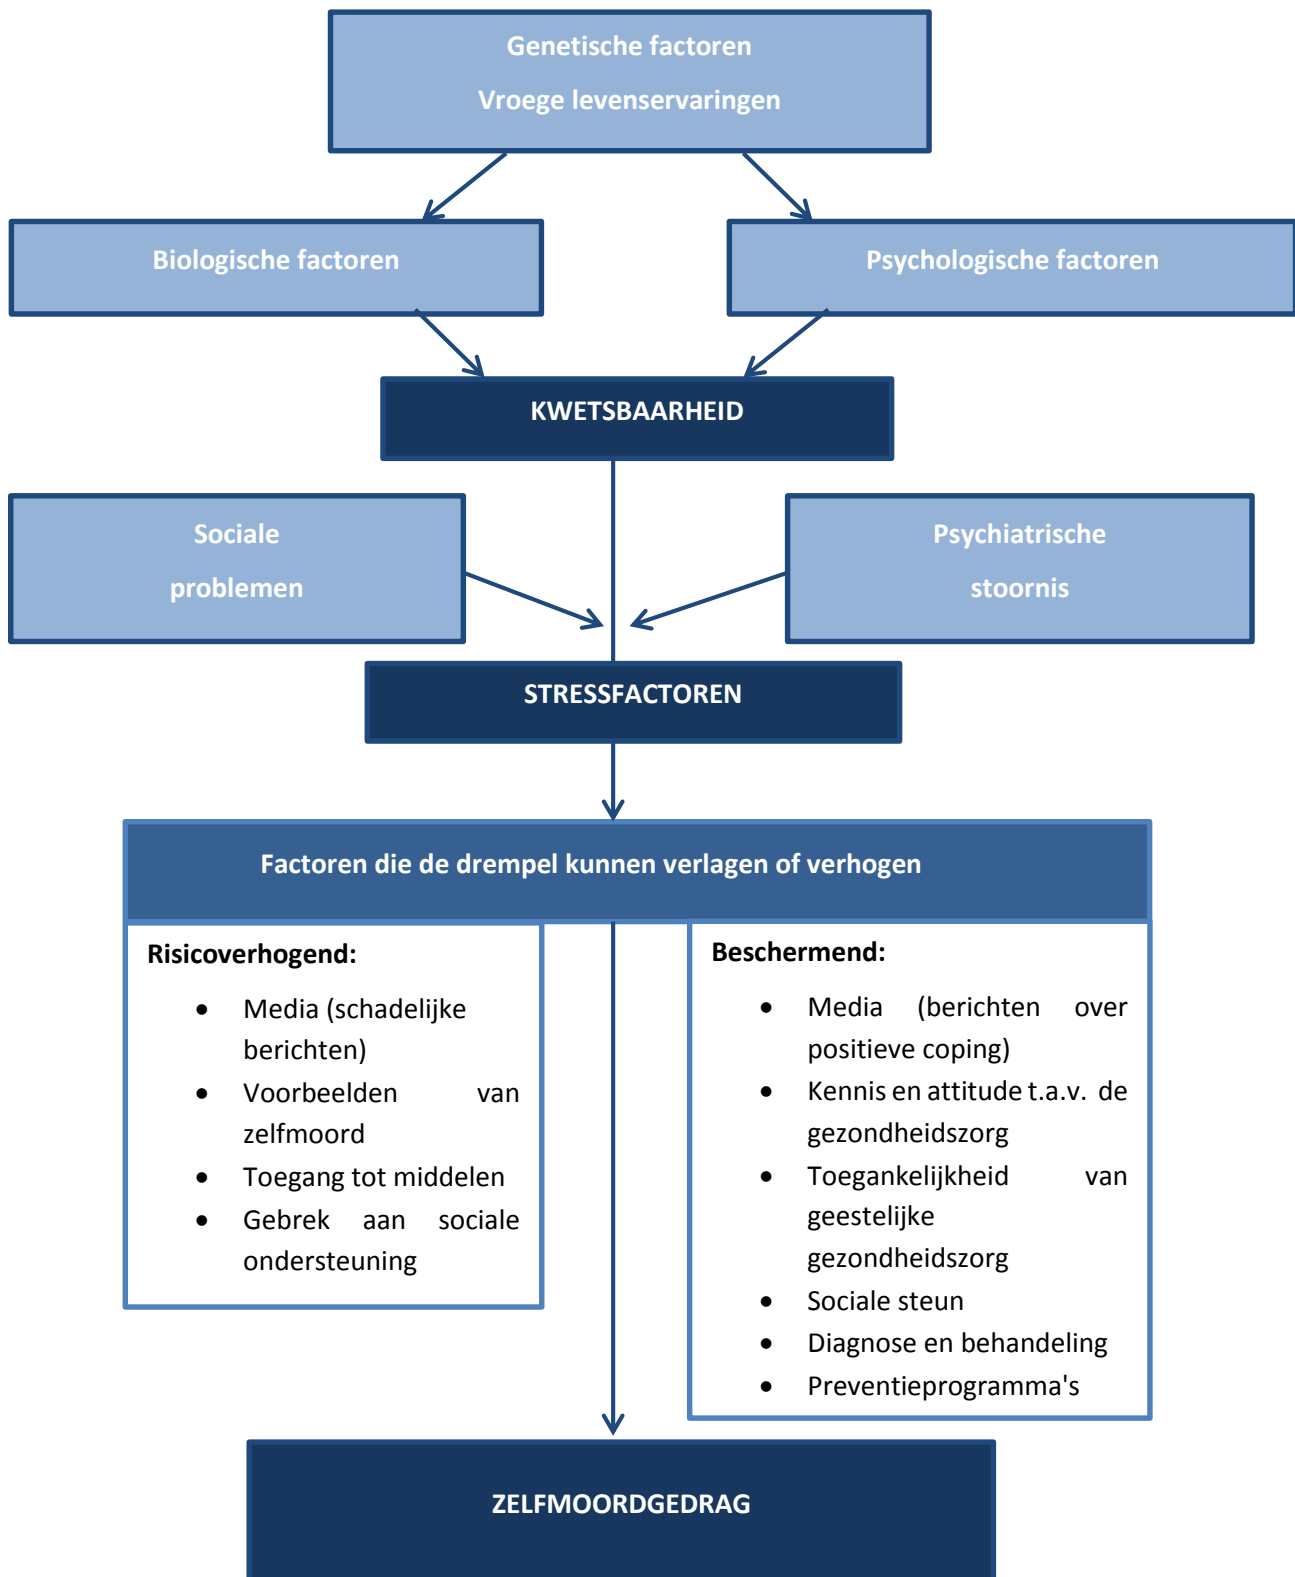 Genetische factoren
Vroege levenservaringen
Biologische factoren
Psychologische factoren
KWETSBAARHEID
Sociale
problemen
Psychiatrische
stoornis
STRESSFACTOREN
Factoren die de drempel kunnen verlagen of verhogen
Risicoverhogend:
• Media (schadelijke
berichten)
• Voorbeelden van
zelfmoord
• Toegang tot middelen
• Gebrek aan sociale
ondersteuning
Beschermend:
• Media (berichten over
positieve coping)
• Kennis en attitude t.a.v. de
gezondheidszorg
• Toegankelijkheid van
geestelijke
gezondheidszorg
• Sociale steun
• Diagnose en behandeling
• Preventieprogramma's
ZELFMOORDGEDRAG